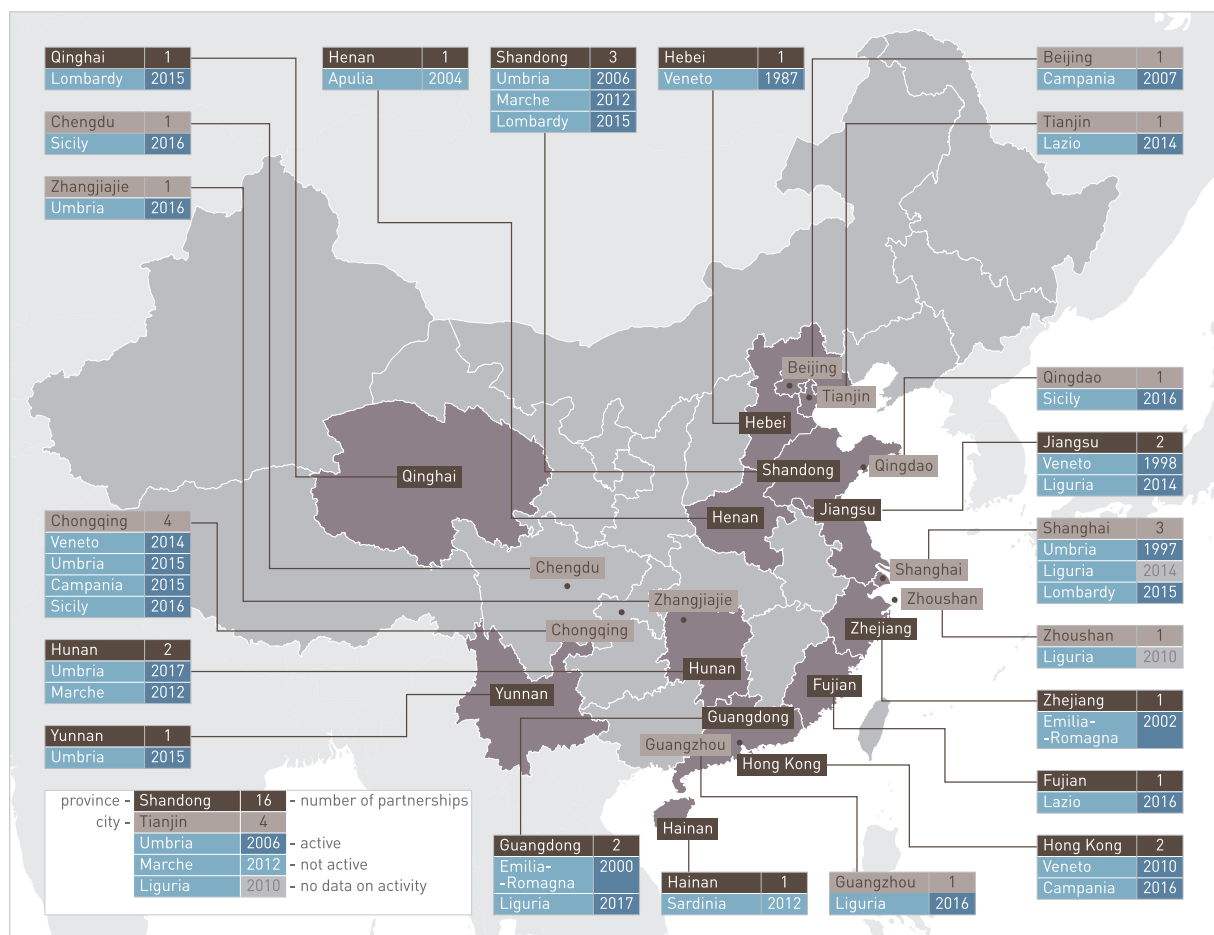 Qinghai 1
Lombardy 2015
Henan 1
Apulia 2004
Shandong 3
Umbria 2006
Marche 2012
Lombardy 2015
Hebei 1
Veneto 1987
Beijing 1
Campania 2007
Chengdu 1
Sicily 2016
Tianjin 1
Lazio 2014
Zhangjiajie 1
Umbria 2016
Beijing
Tianjin
Hebei
Shandong
Qingdao
Qinghai
Henan
Jiangsu
Chengdu
Shanghai
Zhangjiajie
Zhoushan
Chongqing
Zhejiang
Hunan
Yunnan
Fujian
Guangdong
Guangzhou
Hong Kong
Hainan
Qingdao 1
Sicily 2016
Jiangsu 2
Veneto 1998
Liguria 2014
Chongqing 4
Veneto 2014
Umbria 2015
Campania 2015
Sicily 2016
Shanghai 3
Umbria 1997
Liguria 2014
Lombardy 2015
Zhoushan 1
Liguria 2010
Hunan 2
Umbria 2017
Marche 2012
Zhejiang 1
Emilia- 2002
-Romagna
Yunnan 1
Umbria 2015
Fujian 1
Lazio 2016
province - Shandong 16 - number of partnerships
city - Tianjin 4
Umbria 2006 - active
Marche 2012 - not active
Liguria 2010 - no data on activity
Guangdong 2
Emilia- 2000
-Romagna
Liguria 2017
Hainan 1
Sardinia 2012
Guangzhou 1
Liguria 2016
Hong Kong 2
Veneto 2010
Campania 2016